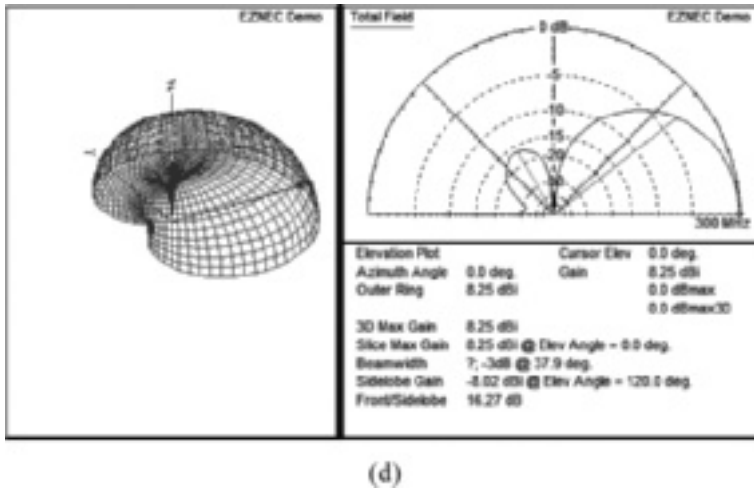 EZNEC Demo
Z
Y
Total Field
EZNEC Demo
0 dB
-5
-10
-15
-20
-30
300 MHz
Elevation Plot
Cursor Elev 0.0 deg.
Azimuth Angle 0.0 deg.
Gain 8.25 dBi
Outer Ring 8.25 dBi
0.0 dBmax
0.0 dBmax3D
3D Max Gain 8.25 dBi
Slice Max Gain 8.25 dBi @ Elev Angle = 0.0 deg.
Beamwidth ?; -3dB @ 37.9 deg.
Sidelobe Gain -8.02 dBi @ Elev Angle = 120.0 deg.
Front/Sidelobe 16.27 dB
(d)